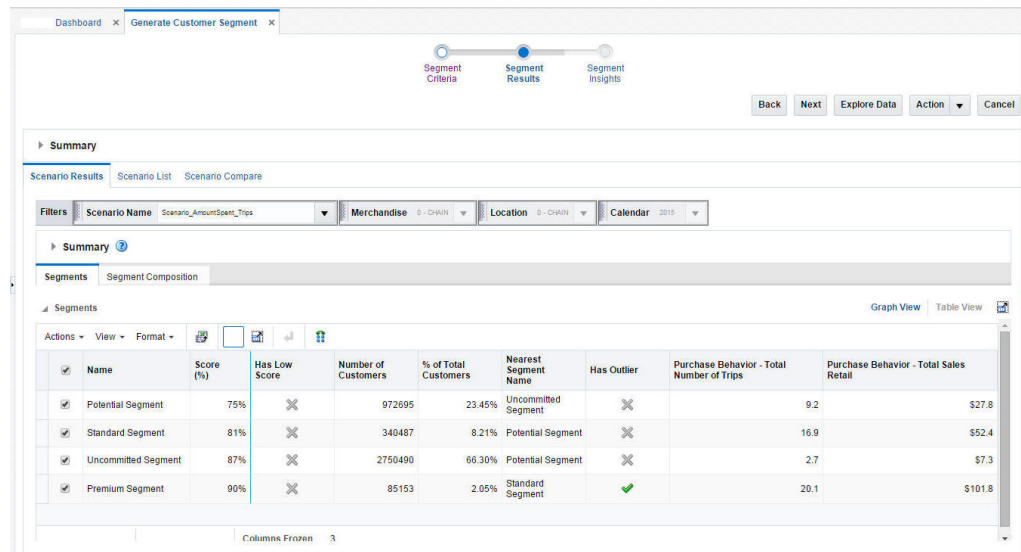 Dashboard × Generate Customer Segment ×
Segment Criteria
Segment Results
Segment Insights
Back Next Explore Data Action Cancel
Summary
Scenario Results Scenario List Scenario Compare
Filters Scenario Name Scenario_AmountSpent_Trips Merchandise 0 - CHAIN Location 0 - CHAIN Calendar 2015
Summary ?
Segments Segment Composition
Segments Graph View Table View
Actions View Format
Name Score (%) Has Low Score Number of Customers % of Total Customers Nearest Segment Name Has Outlier Purchase Behavior - Total Number of Trips Purchase Behavior - Total Sales Retail
Potential Segment 75% 972695 23.45% Uncommitted Segment 9.2 $27.8
Standard Segment 81% 340487 8.21% Potential Segment 16.9 $52.4
Uncommitted Segment 87% 2750490 66.30% Potential Segment 2.7 $7.3
Premium Segment 90% 85153 2.05% Standard Segment 20.1 $101.8
Columns Frozen 3